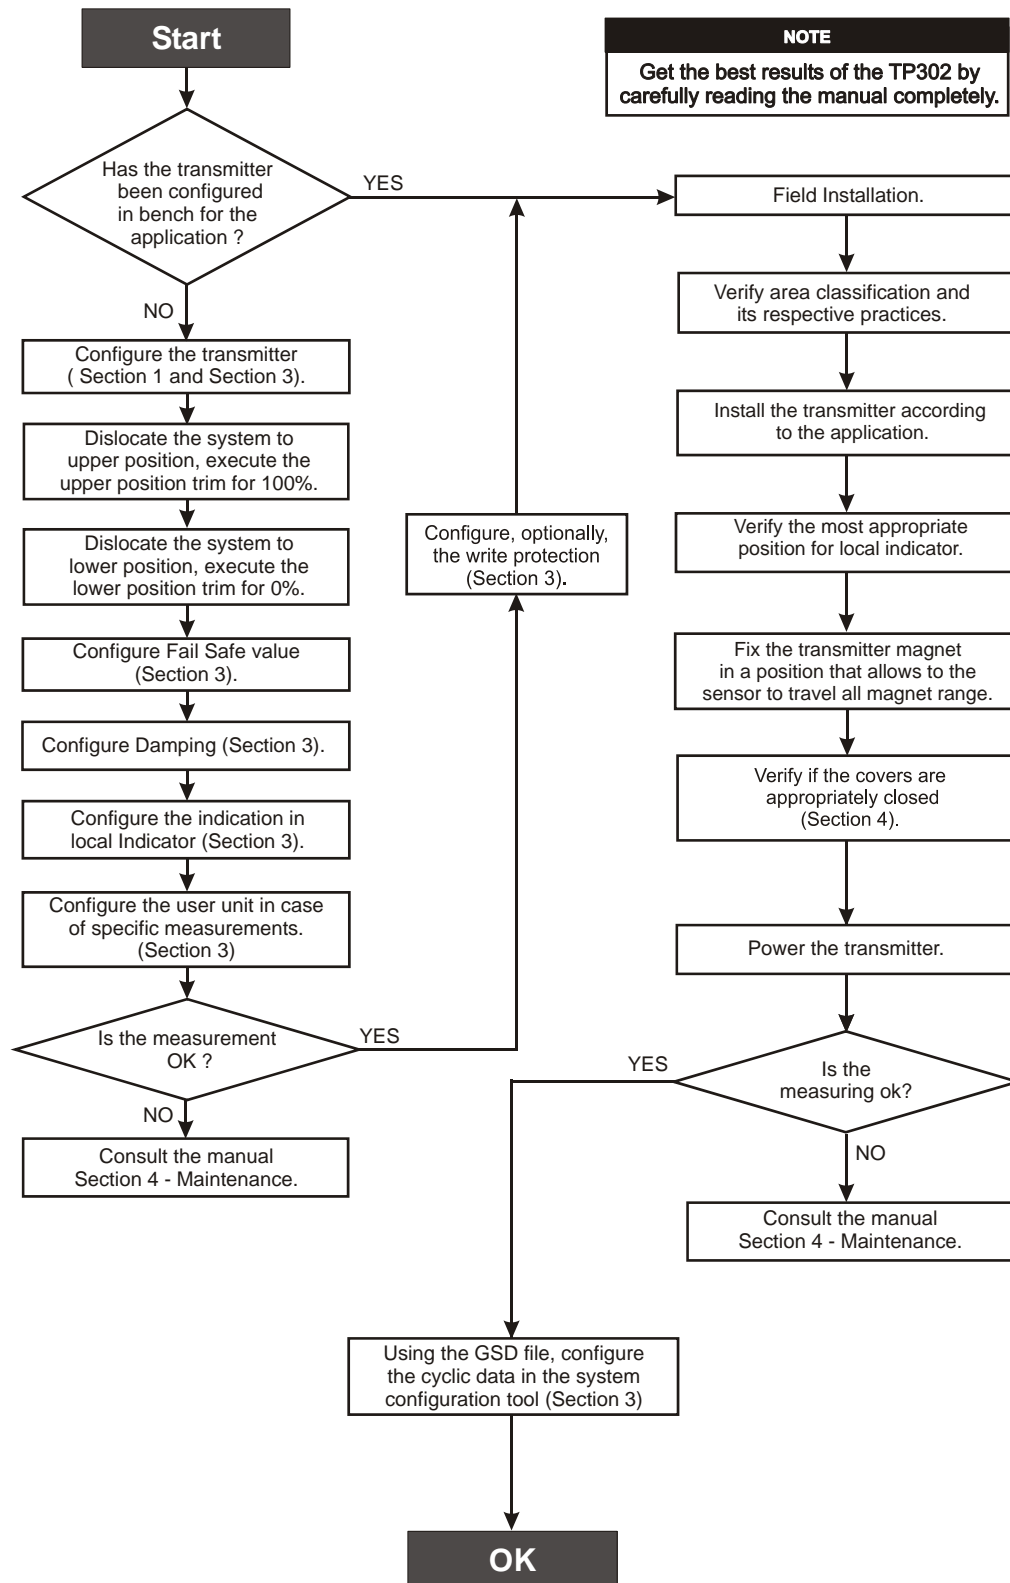 Start
NOTE
Get the best results of the TP302 by
carefully reading the manual completely.
Has the transmitter
been configured
in bench for the
application ?
YES
NO
Configure the transmitter
( Section 1 and Section 3).
Dislocate the system to
upper position, execute the
upper position trim for 100%.
Dislocate the system to
lower position, execute the
lower position trim for 0%.
Configure Fail Safe value
(Section 3).
Configure Damping (Section 3).
Configure the indication in
local Indicator (Section 3).
Configure the user unit in case
of specific measurements.
(Section 3)
Is the measurement
OK ?
YES
NO
Consult the manual
Section 4 - Maintenance.
Configure, optionally,
the write protection
(Section 3).
Field Installation.
Verify area classification and
its respective practices.
Install the transmitter according
to the application.
Verify the most appropriate
position for local indicator.
Fix the transmitter magnet
in a position that allows to the
sensor to travel all magnet range.
Verify if the covers are
appropriately closed
(Section 4).
Power the transmitter.
Is the
measuring ok?
YES
NO
Consult the manual
Section 4 - Maintenance.
Using the GSD file, configure
the cyclic data in the system
configuration tool (Section 3)
OK